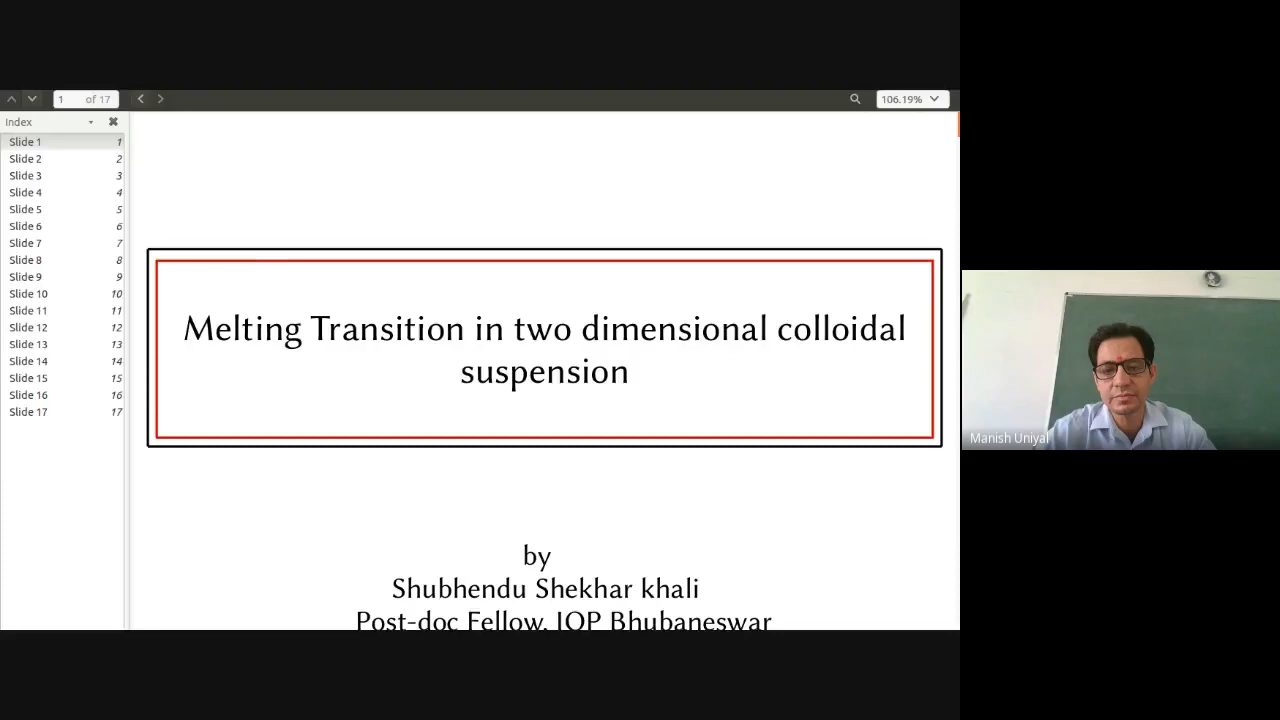 1 of 17
106.19%
Index
Slide 1 1
Slide 2 2
Slide 3 3
Slide 4 4
Slide 5 5
Slide 6 6
Slide 7 7
Slide 8 8
Slide 9 9
Slide 10 10
Slide 11 11
Slide 12 12
Slide 13 13
Slide 14 14
Slide 15 15
Slide 16 16
Slide 17 17
Melting Transition in two dimensional colloidal
suspension
by
Shubhendu Shekhar khali
Post-doc Fellow, IOP Bhubaneswar
Manish Uniyal